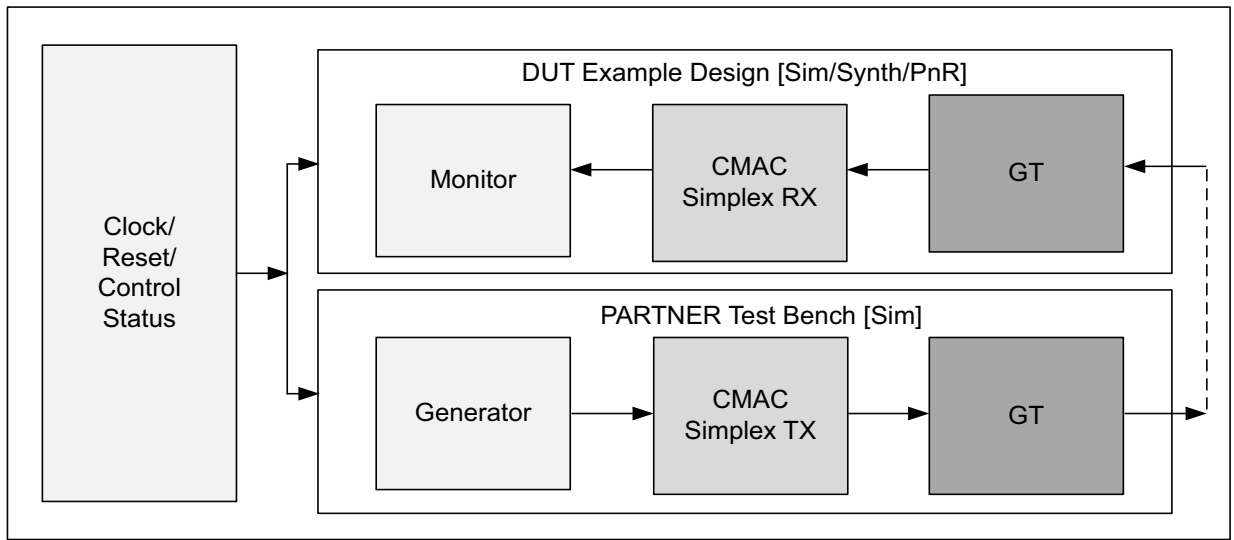 Clock/
Reset/
Control
Status
DUT Example Design [Sim/Synth/PnR]
Monitor
CMAC
Simplex RX
GT
PARTNER Test Bench [Sim]
Generator
CMAC
Simplex TX
GT